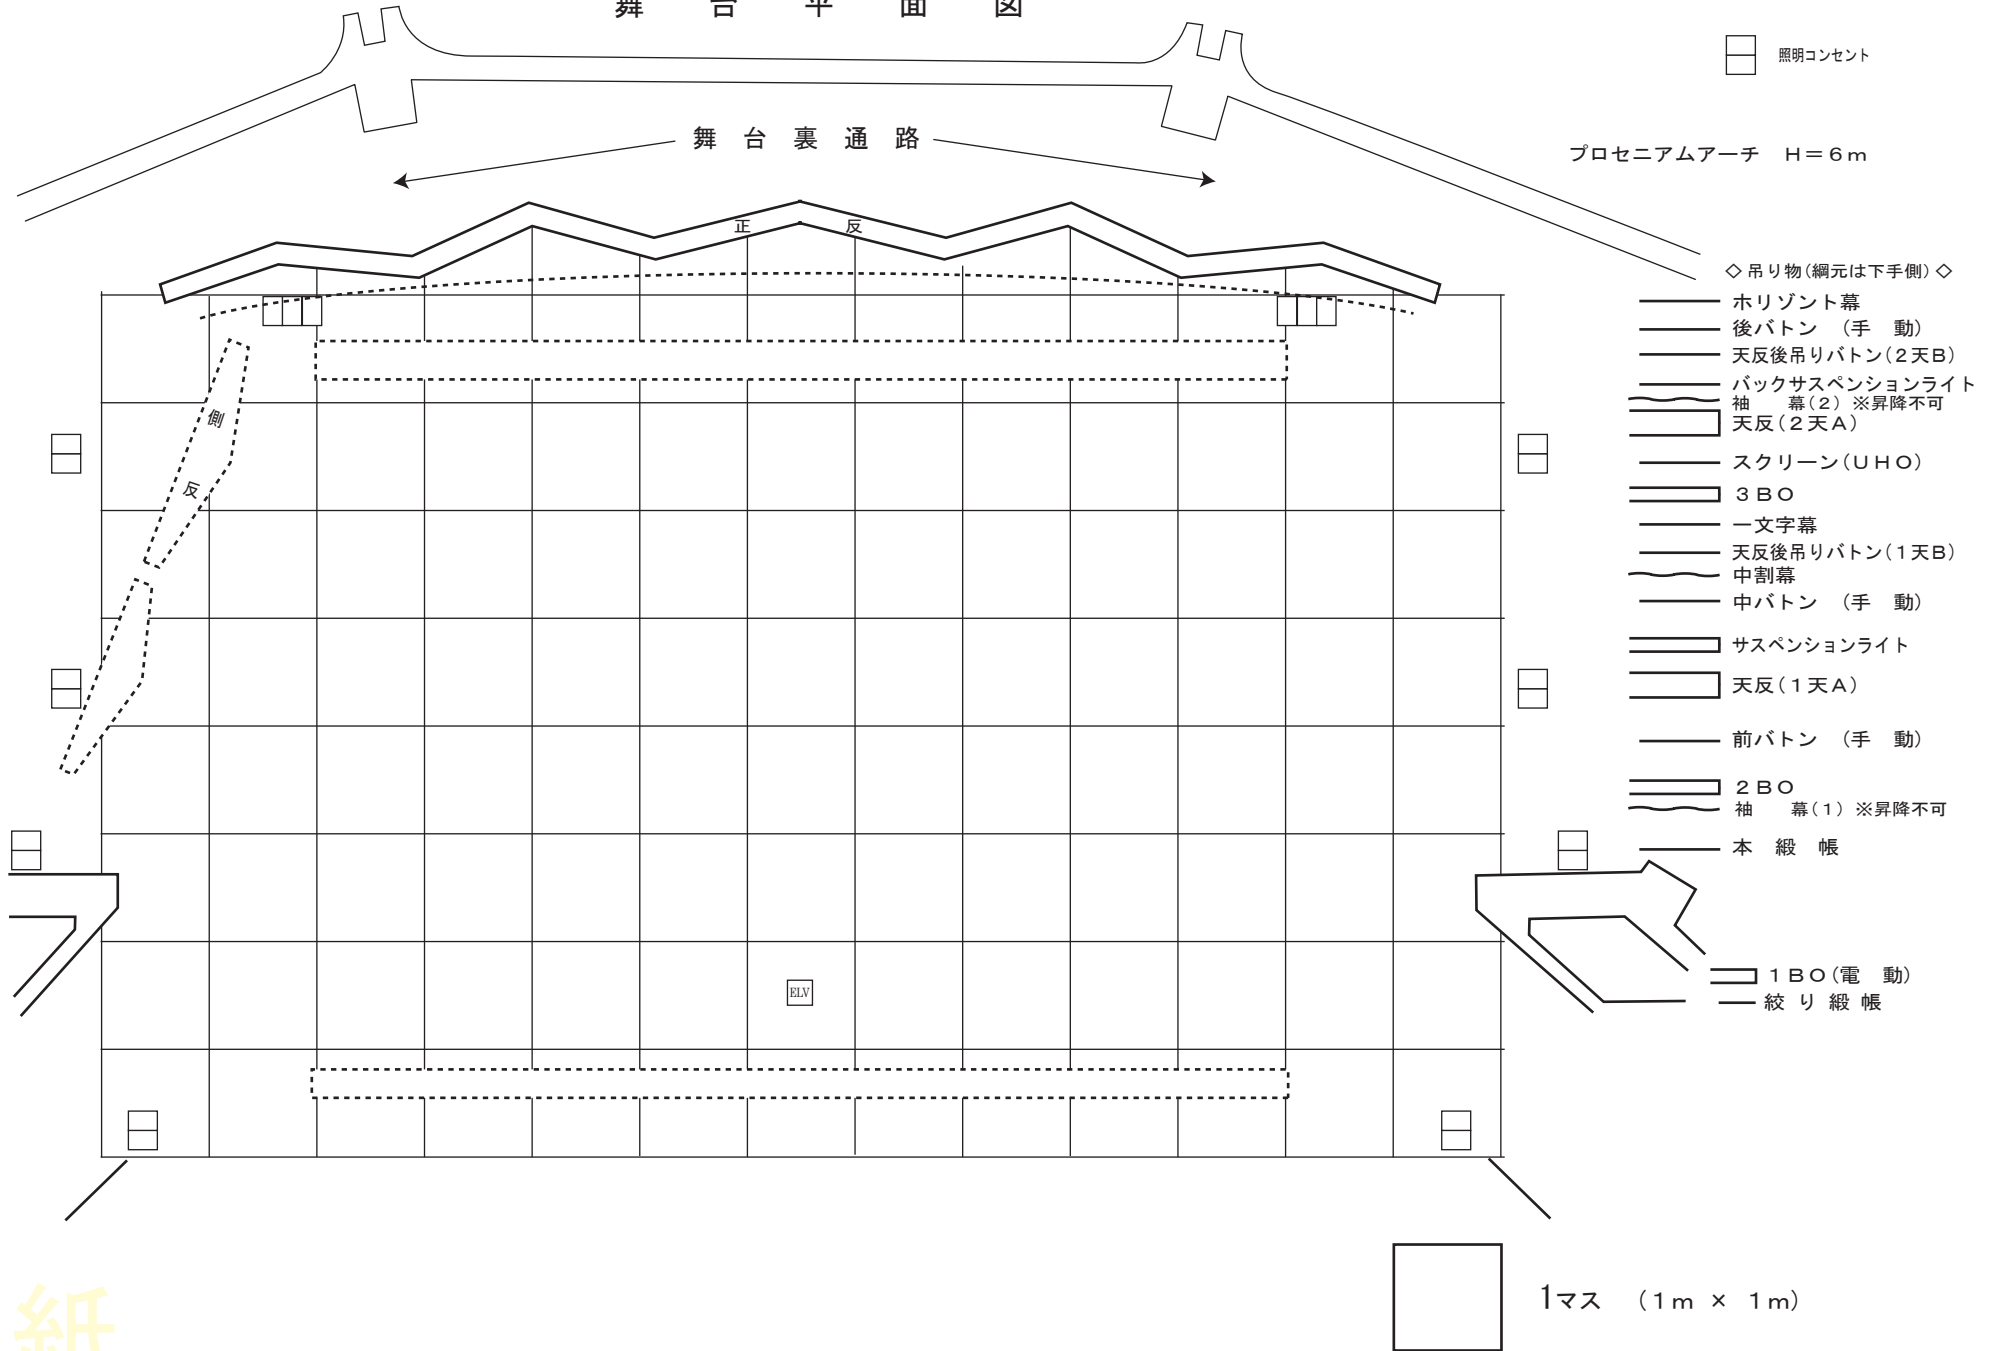 舞台平面図
照明コンセント
舞台裏通路
プロセニアムアーチ　H＝6m
正　反
◇吊り物(綱元は下手側)◇
ホリゾント幕
後バトン　(手　動)
天反後吊りバトン(2天B)
バックサスペンションライト
袖　　幕(2) ※昇降不可
天反(2天A)
スクリーン(UHO)
3BO
一文字幕
天反後吊りバトン(1天B)
中割幕
中バトン　(手　動)
サスペンションライト
天反(1天A)
前バトン　(手　動)
2BO
袖　　幕(1) ※昇降不可
本　緞　帳
1BO(電　動)
絞り緞帳
側
反
ELV
1マス　(1m × 1m)